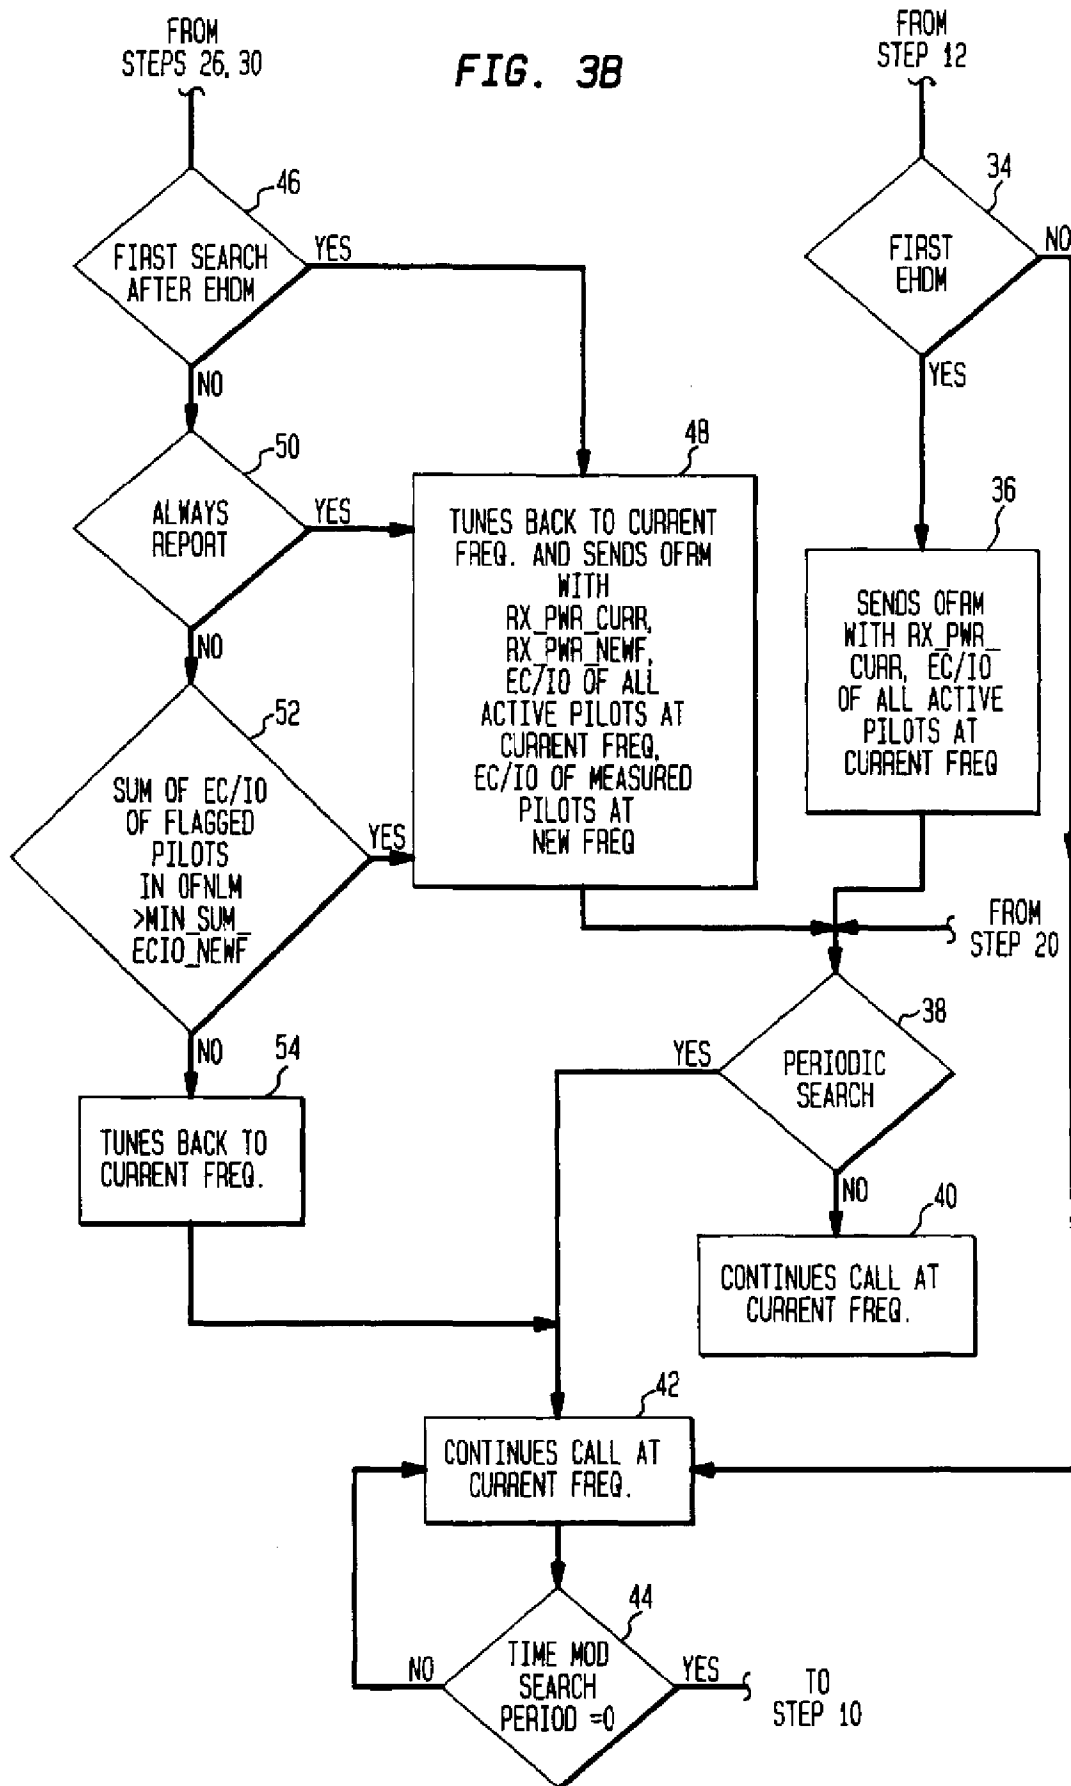 FROM
STEPS 26, 30
FIG. 3B
FROM
STEP 12
46
FIRST SEARCH
AFTER EHDM
YES
NO
34
FIRST
EHDM
NO
YES
50
ALWAYS
REPORT
YES
NO
48
TUNES BACK TO CURRENT
FREQ. AND SENDS OFRM
WITH
RX_PWR_CURR,
RX_PWR_NEWF,
EC/IO OF ALL
ACTIVE PILOTS AT
CURRENT FREQ,
EC/IO OF MEASURED
PILOTS AT
NEW FREQ
36
SENDS OFRM
WITH RX_PWR_
CURR, EC/IO
OF ALL ACTIVE
PILOTS AT
CURRENT FREQ
52
SUM OF EC/IO
OF FLAGGED
PILOTS
IN OFNLM
>MIN_SUM_
ECIO_NEWF
YES
NO
FROM
STEP 20
38
PERIODIC
SEARCH
YES
NO
54
TUNES BACK TO
CURRENT FREQ.
40
CONTINUES CALL AT
CURRENT FREQ.
42
CONTINUES CALL AT
CURRENT FREQ.
44
TIME MOD
SEARCH
PERIOD =0
NO
YES
TO
STEP 10